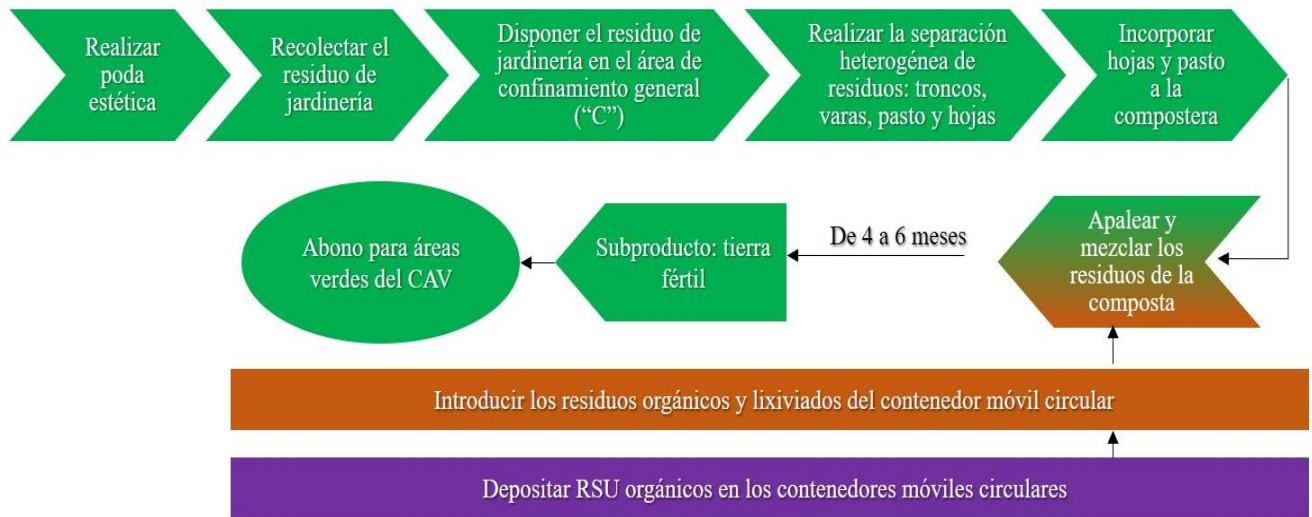 Realizar
poda
estética
Recolectar el
residuo de
jardinería
Disponer el residuo de
jardinería en el área de
confinamiento general
(“C”)
Realizar la separación
heterogénea de
residuos: troncos,
varas, pasto y hojas
Incorporar
hojas y pasto
a la
compostera
Apalear y
mezclar los
residuos de la
composta
De 4 a 6 meses
Subproducto: tierra
fértil
Abono para áreas
verdes del CAV
Introducir los residuos orgánicos y lixiviados del contenedor móvil circular
Depositar RSU orgánicos en los contenedores móviles circulares